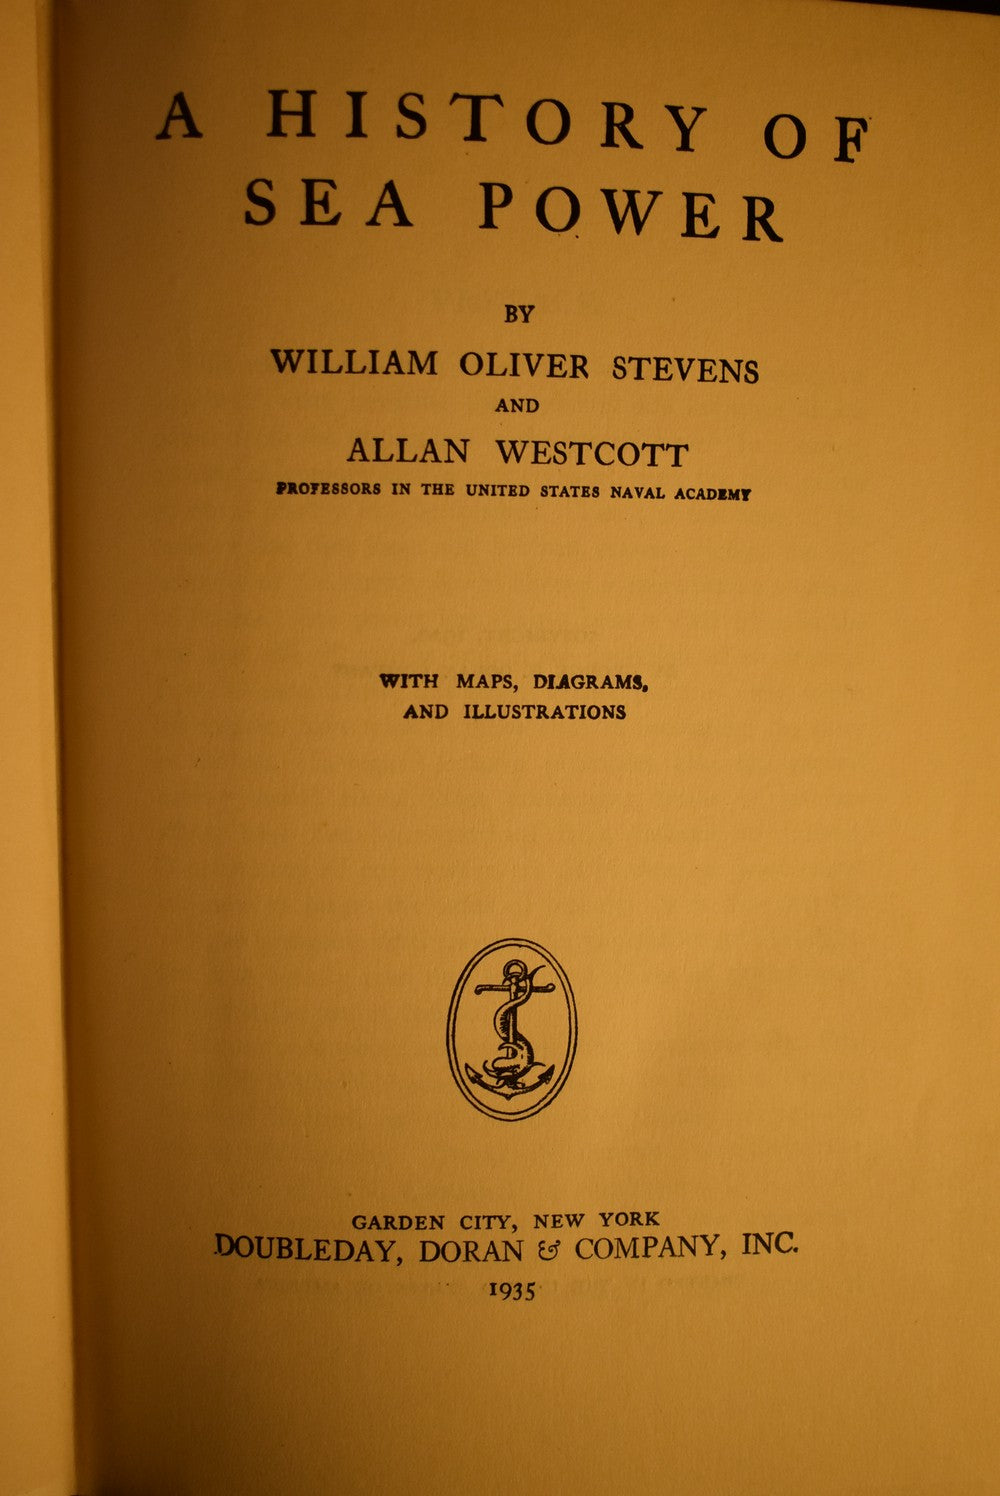 A HISTORY OF
SEA POWER
BY
WILLIAM OLIVER STEVENS
AND
ALLAN WESTCOTT
PROFESSORS IN THE UNITED STATES NAVAL ACADEMY
WITH MAPS, DIAGRAMS,
AND ILLUSTRATIONS
GARDEN CITY, NEW YORK
DOUBLEDAY, DORAN & COMPANY, INC.
1935